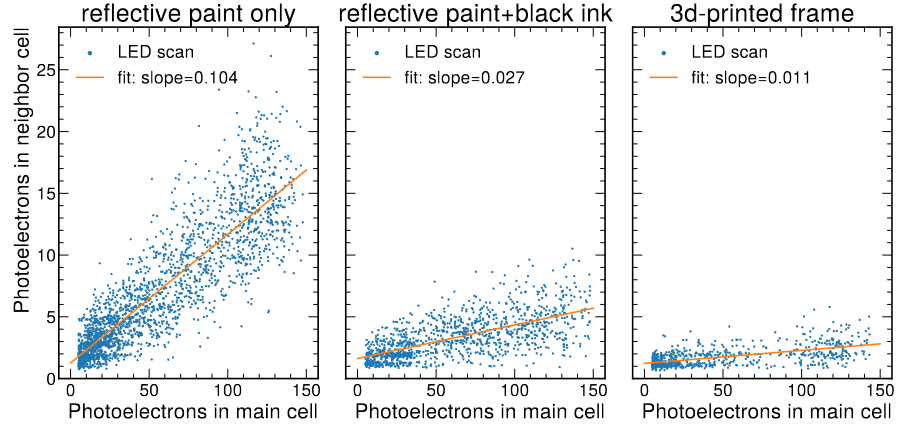 reflective paint only
reflective paint+black ink
3d-printed frame
Photoelectrons in neighbor cell
25
20
15
10
5
0
LED scan
fit: slope=0.104
LED scan
fit: slope=0.027
LED scan
fit: slope=0.011
0 50 100 150
0 50 100 150
0 50 100 150
Photoelectrons in main cell
Photoelectrons in main cell
Photoelectrons in main cell